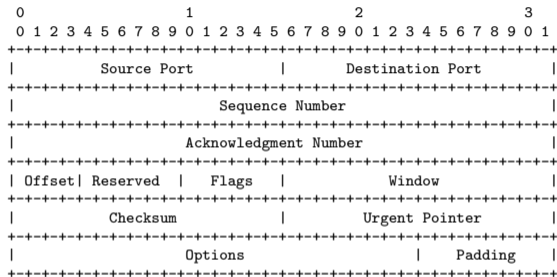 0                   1                   2                   3
 0 1 2 3 4 5 6 7 8 9 0 1 2 3 4 5 6 7 8 9 0 1 2 3 4 5 6 7 8 9 0 1
+-+-+-+-+-+-+-+-+-+-+-+-+-+-+-+-+-+-+-+-+-+-+-+-+-+-+-+-+-+-+-+-+
|          Source Port          |       Destination Port        |
+-+-+-+-+-+-+-+-+-+-+-+-+-+-+-+-+-+-+-+-+-+-+-+-+-+-+-+-+-+-+-+-+
|                        Sequence Number                        |
+-+-+-+-+-+-+-+-+-+-+-+-+-+-+-+-+-+-+-+-+-+-+-+-+-+-+-+-+-+-+-+-+
|                    Acknowledgment Number                      |
+-+-+-+-+-+-+-+-+-+-+-+-+-+-+-+-+-+-+-+-+-+-+-+-+-+-+-+-+-+-+-+-+
| Offset| Reserved  |   Flags   |            Window             |
+-+-+-+-+-+-+-+-+-+-+-+-+-+-+-+-+-+-+-+-+-+-+-+-+-+-+-+-+-+-+-+-+
|           Checksum            |         Urgent Pointer        |
+-+-+-+-+-+-+-+-+-+-+-+-+-+-+-+-+-+-+-+-+-+-+-+-+-+-+-+-+-+-+-+-+
|                    Options                    |    Padding    |
+-+-+-+-+-+-+-+-+-+-+-+-+-+-+-+-+-+-+-+-+-+-+-+-+-+-+-+-+-+-+-+-+